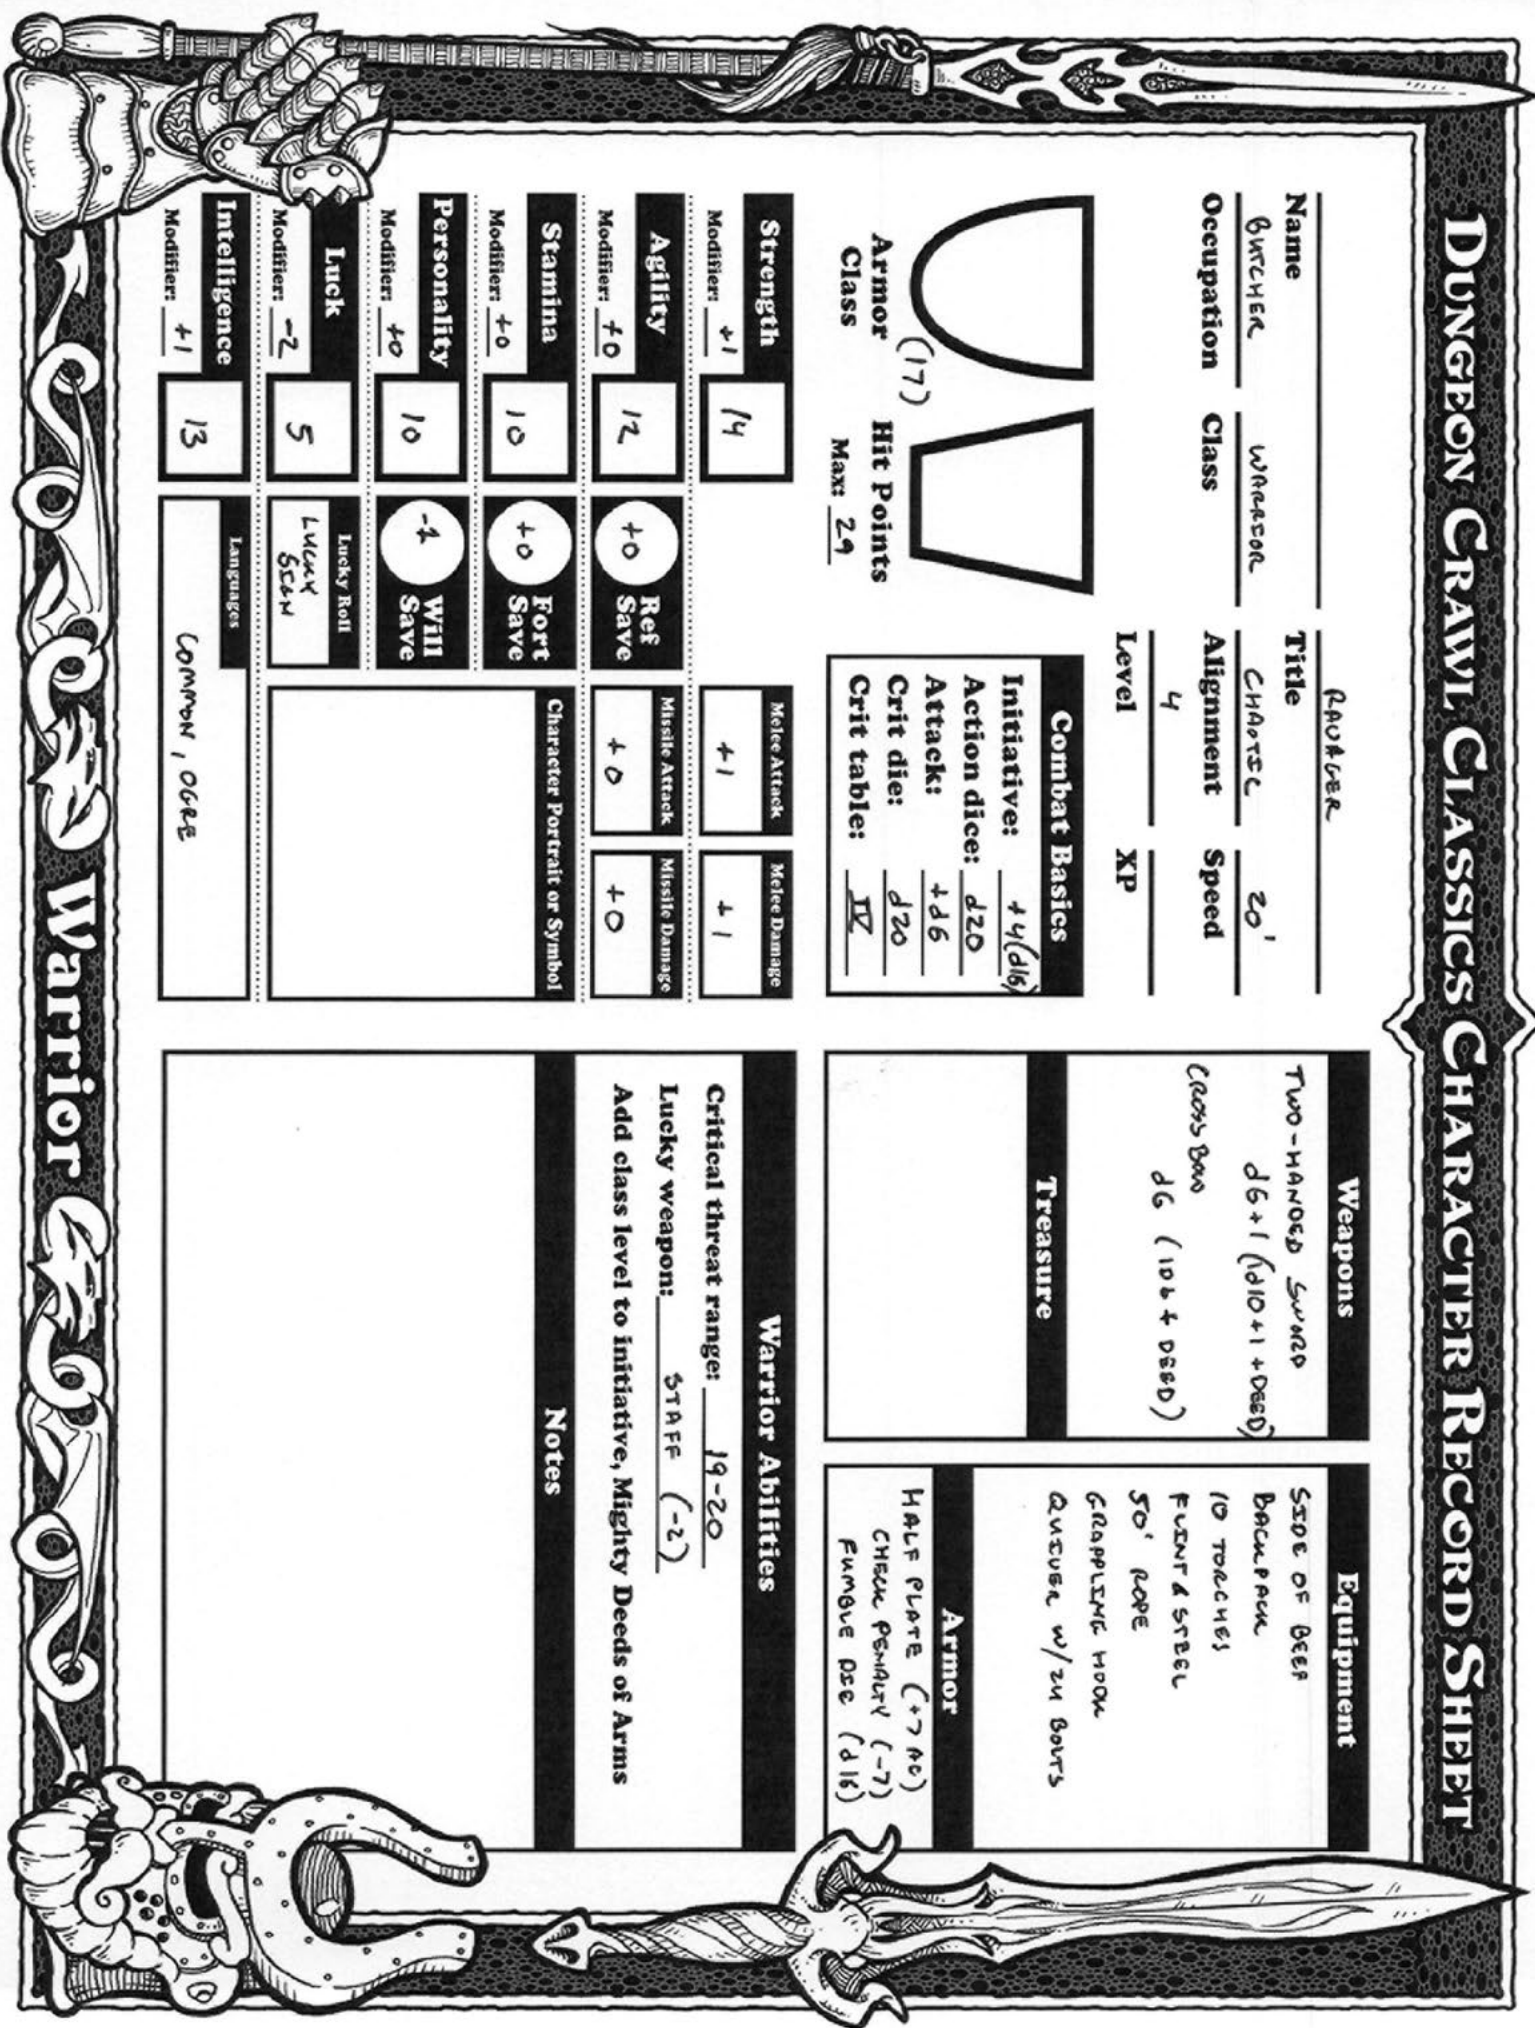 DUNGEON CRAWL CLASSICS CHARACTER RECORD SHEET
RAVAGER
Name Title
BUTCHER WARRIOR CHAOTIC 20'
Occupation Class Alignment Speed
4
Level XP
Armor Class (17)
Hit Points
Max: 29
Combat Basics
Initiative: +4(d16)
Action dice: d20
Attack: +d6
Crit die: d20
Crit table: IV
Strength 14
Modifier: +1
Melee Attack +1
Melee Damage +1
Agility 12
Modifier: +0
Ref Save +0
Missile Attack +0
Missile Damage +0
Stamina 10
Modifier: +0
Fort Save +0
Personality 10
Modifier: +0
Will Save
Luck 5
Modifier: -2
Lucky Roll
LUCKY
SIGN
Character Portrait or Symbol
Intelligence 13
Modifier: +1
Languages
COMMON, OGRE
Weapons
TWO-HANDED SWORD
d6+1 (1d10+1+DEED)
CROSSBOW
d6 (1D6 + DEED)
Treasure
Equipment
SIDE OF BEEF
BACKPACK
10 TORCHES
FLINT & STEEL
50' ROPE
GRAPPLING HOOK
QUIVER W/24 BOLTS
Armor
HALF PLATE (+7 AC)
CHECK PENALTY (-7)
FUMBLE DIE (d16)
Warrior Abilities
Critical threat range: 19-20
Lucky weapon: STAFF (-2)
Add class level to initiative, Mighty Deeds of Arms
Notes
Warrior